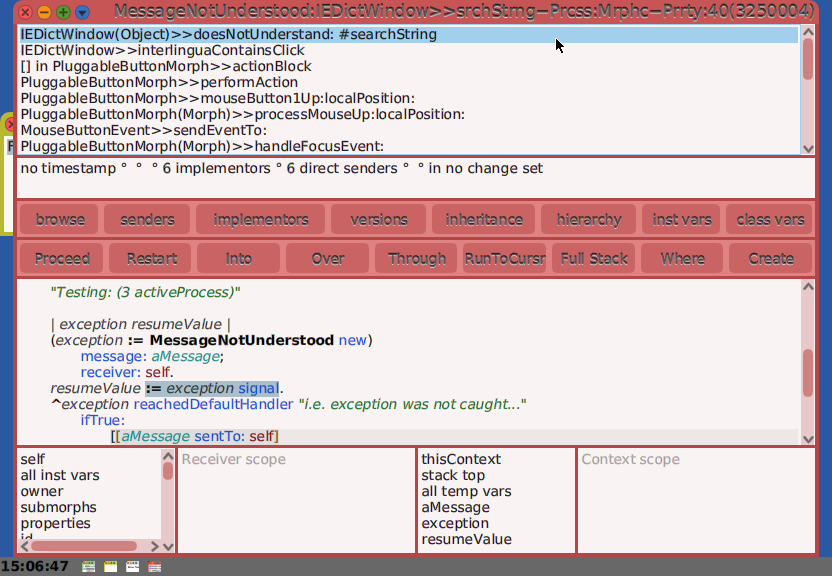 MessageNotUnderstood:IEDictWindow>>srchStrng−Prcss:Mrphc−Prrty:40(3250004)
IEDictWindow(Object)>>doesNotUnderstand: #searchString
IEDictWindow>>interlinguaContainsClick
[] in PluggableButtonMorph>>actionBlock
PluggableButtonMorph>>performAction
PluggableButtonMorph>>mouseButton1Up:localPosition:
PluggableButtonMorph(Morph)>>processMouseUp:localPosition:
MouseButtonEvent>>sendEventTo:
PluggableButtonMorph(Morph)>>handleFocusEvent:
no timestamp ° ° ° 6 implementors ° 6 direct senders ° ° in no change set
browse senders implementors versions inheritance hierarchy inst vars class vars
Proceed Restart Into Over Through RunToCursr Full Stack Where Create
"Testing: (3 activeProcess)"
| exception resumeValue |
(exception := MessageNotUnderstood new)
message: aMessage;
receiver: self.
resumeValue := exception signal.
^exception reachedDefaultHandler "i.e. exception was not caught..."
ifTrue:
[[aMessage sentTo: self]
self Receiver scope thisContext Context scope
all inst vars stack top
owner all temp vars
submorphs aMessage
properties exception
id resumeValue
15:06:47